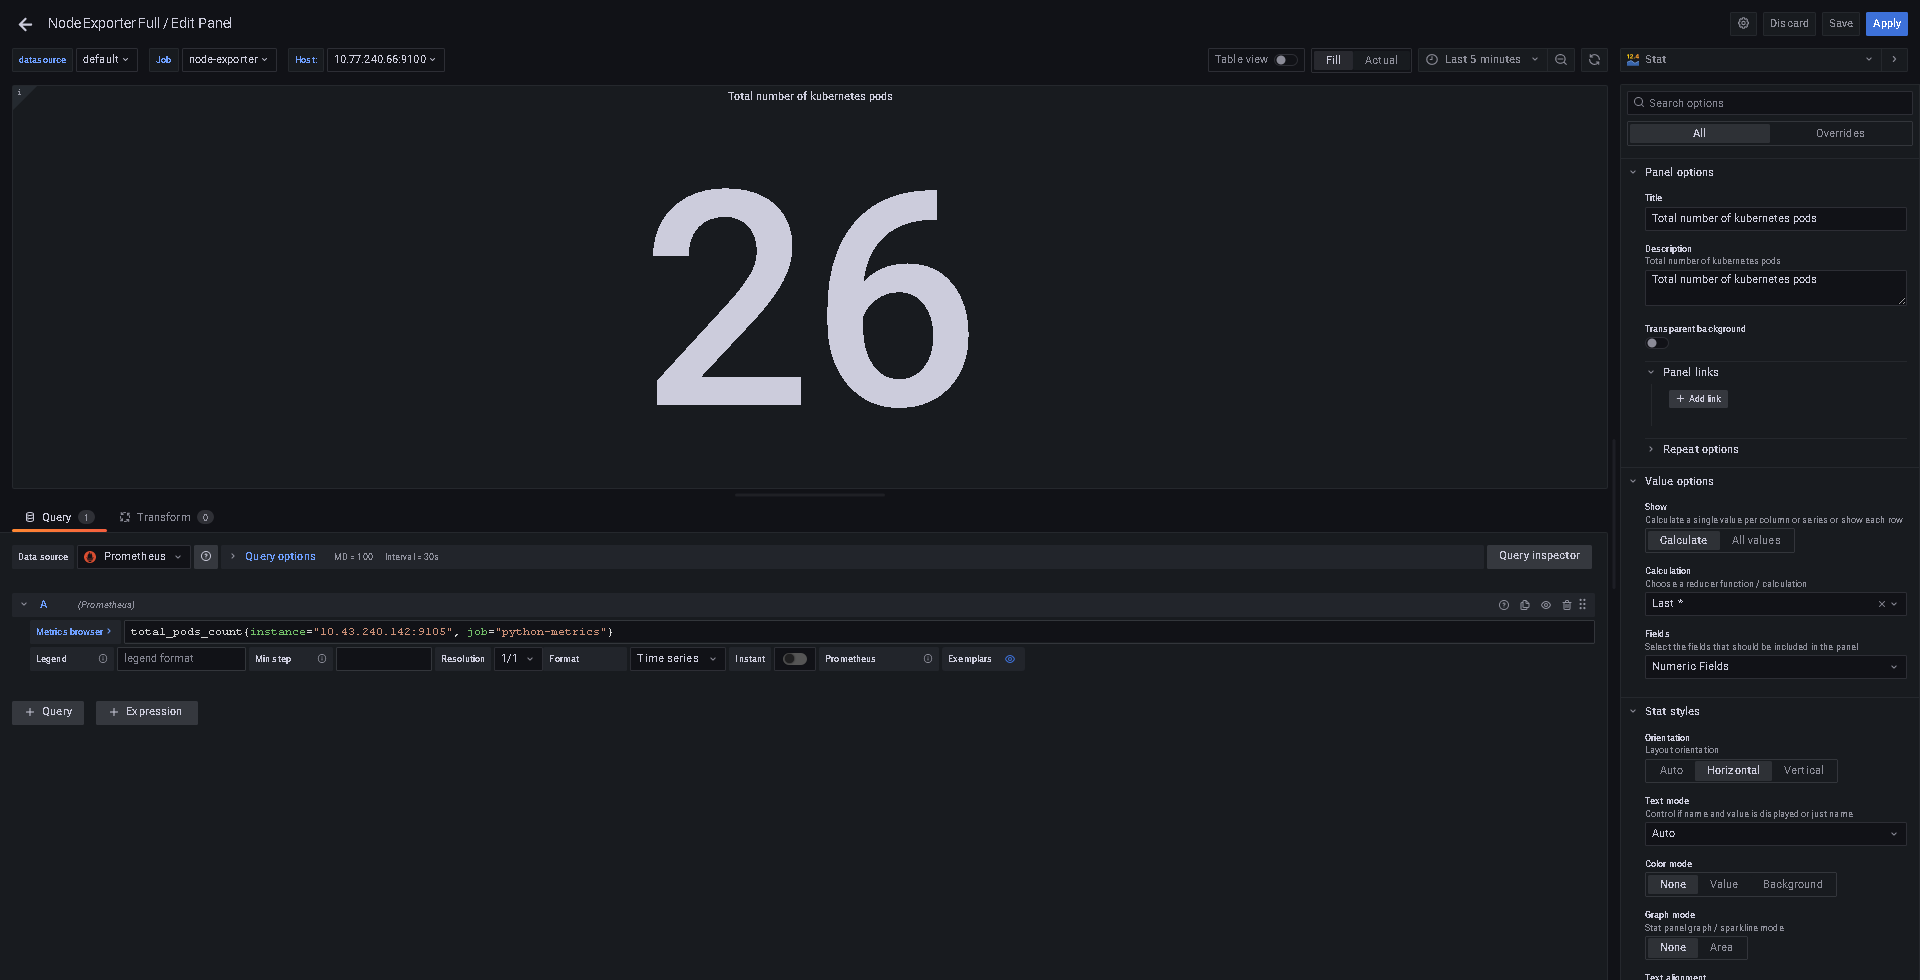 Node Exporter Full / Edit Panel
Discard
Save
Apply
datasource
default
Job
node-exporter
Host:
10.77.240.66:9100
Table view
Fill
Actual
Last 5 minutes
12.4
Stat
i
Total number of kubernetes pods
26
Search options
All
Overrides
Panel options
Title
Total number of kubernetes pods
Description
Total number of kubernetes pods
Total number of kubernetes pods
Transparent background
Panel links
+ Add link
Repeat options
Value options
Show
Calculate a single value per column or series or show each row
Calculate
All values
Calculation
Choose a reducer function / calculation
Last *
Fields
Select the fields that should be included in the panel
Numeric Fields
Stat styles
Orientation
Layout orientation
Auto
Horizontal
Vertical
Text mode
Control if name and value is displayed or just name
Auto
Color mode
None
Value
Background
Graph mode
Stat panel graph / sparkline mode
None
Area
Text alignment
Query 1
Transform 0
Data source
Prometheus
Query options
MD = 100
Interval = 30s
Query inspector
A
(Prometheus)
Metrics browser
total_pods_count{instance="10.43.240.142:9105", job="python-metrics"}
Legend
legend format
Min step
Resolution
1/1
Format
Time series
Instant
Prometheus
Exemplars
+ Query
+ Expression